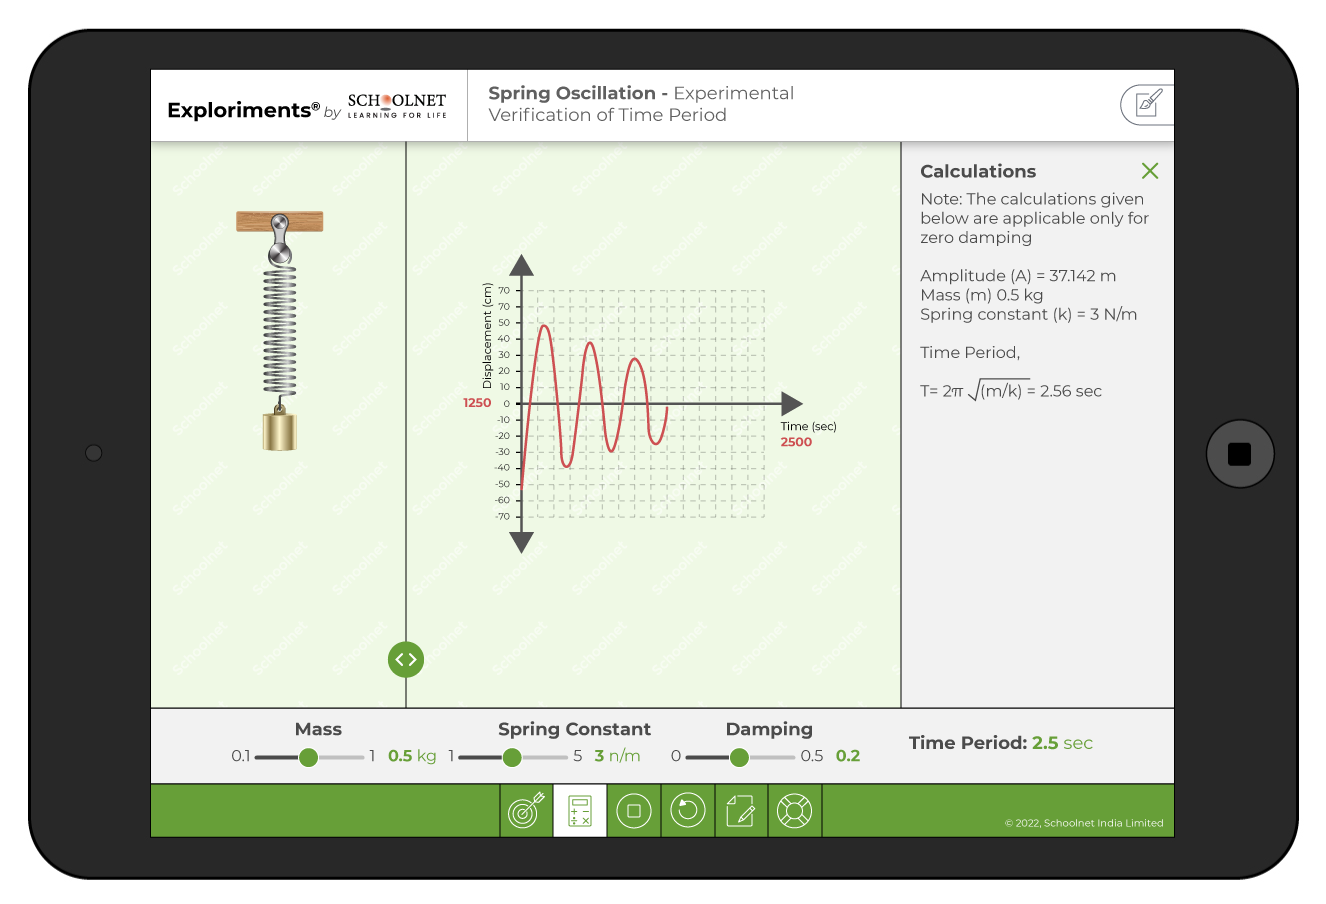 Exploriments® by SCHOOLNET
LEARNING FOR LIFE
Spring Oscillation - Experimental
Verification of Time Period
Displacement (cm)
70
70
50
40
30
20
10
1250 0
-10
-20
-30
-40
-50
-60
-70
Time (sec)
2500
Calculations
Note: The calculations given
below are applicable only for
zero damping
Amplitude (A) = 37.142 m
Mass (m) 0.5 kg
Spring constant (k) = 3 N/m
Time Period,
T= 2π √(m/k) = 2.56 sec
Mass
0.1 1 0.5 kg
Spring Constant
1 5 3 n/m
Damping
0 0.5 0.2
Time Period: 2.5 sec
© 2022, Schoolnet India Limited
Schoolnet